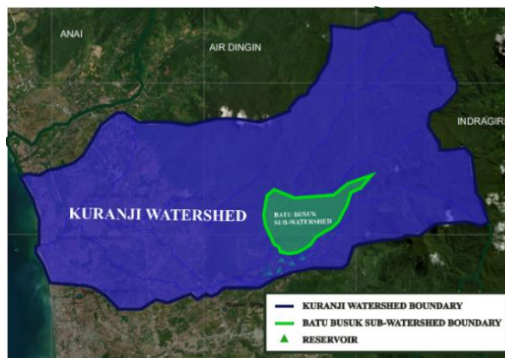 ANAI
AIR DINGIN
INDRAGIRI
KURANJI WATERSHED
BATU BUSUK
SUB-WATERSHED
KURANJI WATERSHED BOUNDARY
BATU BUSUK SUB-WATERSHED BOUNDARY
RESERVOIR